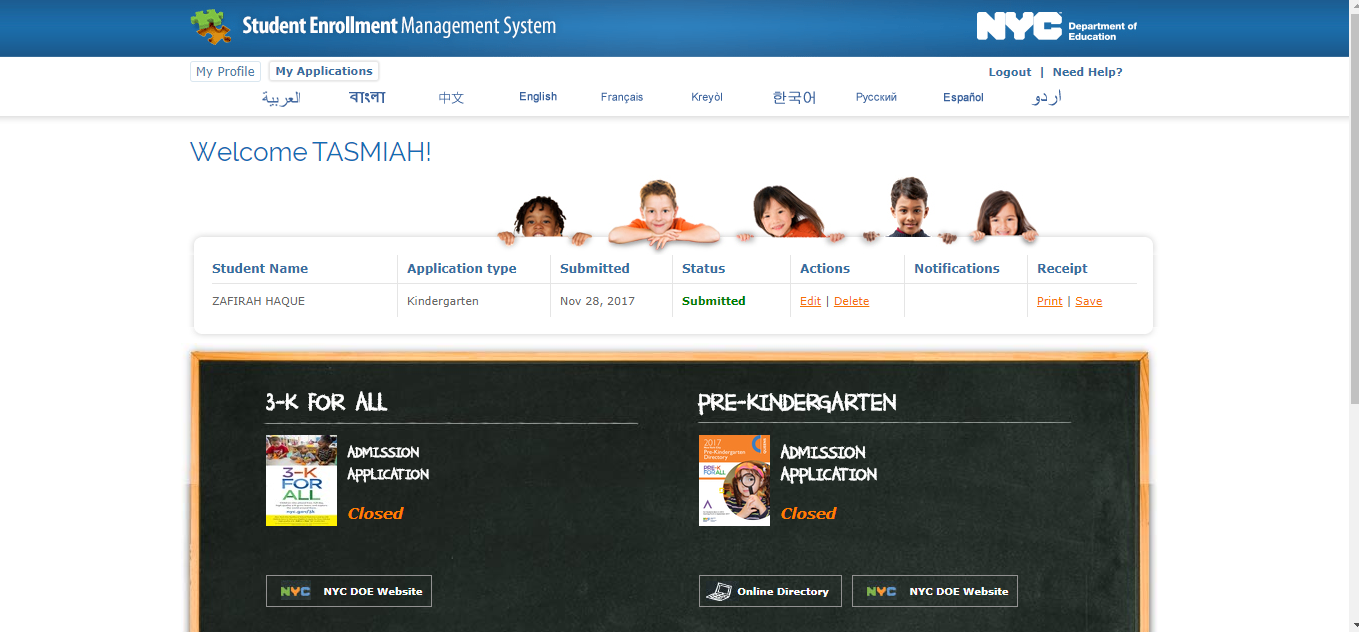 Student Enrollment Management System
NYC Department of Education
My Profile My Applications
Logout | Need Help?
العربية বাংলা 中文 English Français Kreyòl 한국어 Русский Español اردو
Welcome TASMIAH!
Student Name Application type Submitted Status Actions Notifications Receipt
ZAFIRAH HAQUE Kindergarten Nov 28, 2017 Submitted Edit | Delete Print | Save
3-K FOR ALL
3-K
FOR
ALL
ADMISSION
APPLICATION
Closed
NYC NYC DOE Website
PRE-KINDERGARTEN
2017
Pre-Kindergarten
Directory
PRE-K
FOR ALL
ADMISSION
APPLICATION
Closed
Online Directory
NYC NYC DOE Website